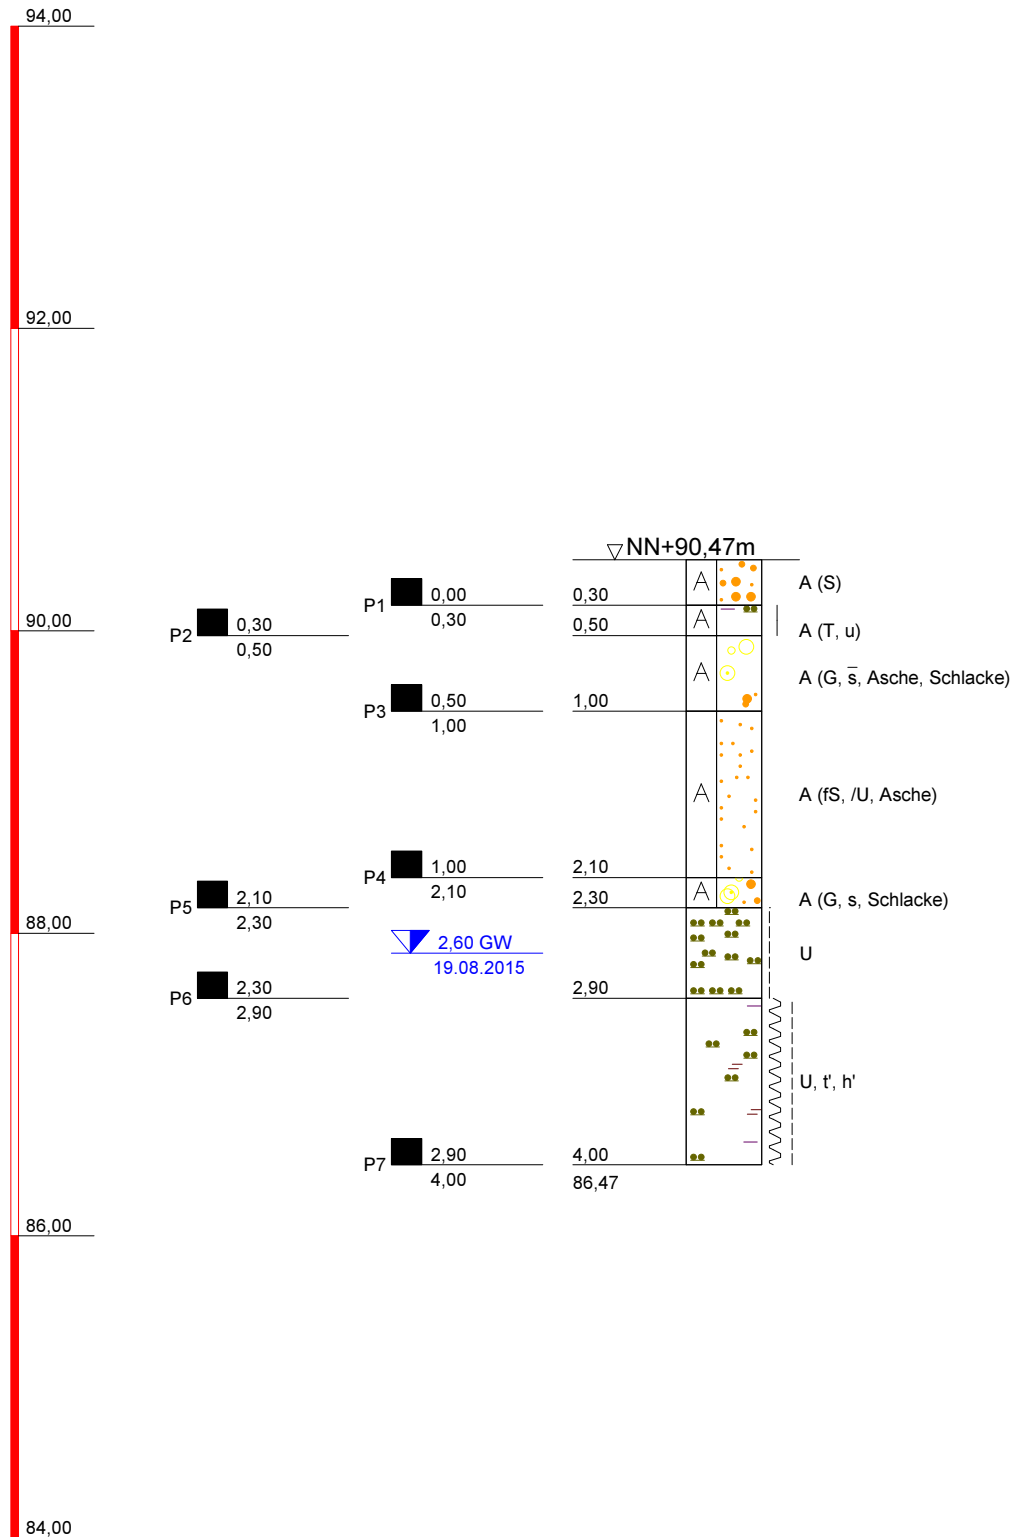 94,00
92,00
NN+90,47m
A
A (S)
P1
0,00
0,30
0,30
P2
0,30
0,50
90,00
0,50
A
A (T, u)
A
A (G, s̅, Asche, Schlacke)
P3
0,50
1,00
1,00
A
A (fS, /U, Asche)
P4
1,00
2,10
2,10
P5
2,10
2,30
2,30
A
A (G, s, Schlacke)
88,00
2,60 GW
19.08.2015
U
P6
2,30
2,90
2,90
U, t', h'
P7
2,90
4,00
4,00
86,47
86,00
84,00